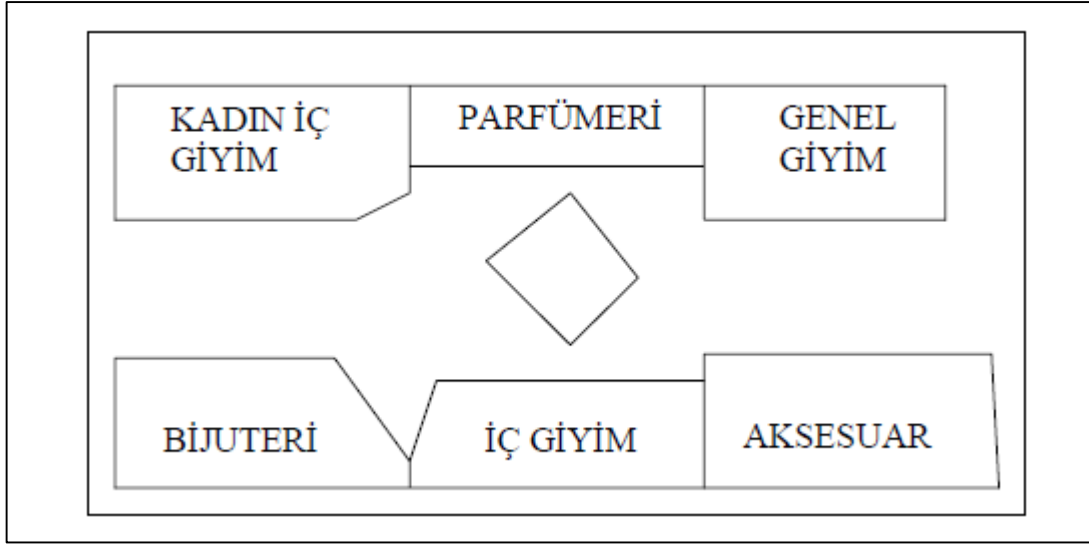 KADIN İÇ
GİYİM
PARFÜMERİ
GENEL
GİYİM
BİJUTERİ
İÇ GİYİM
AKSESUAR